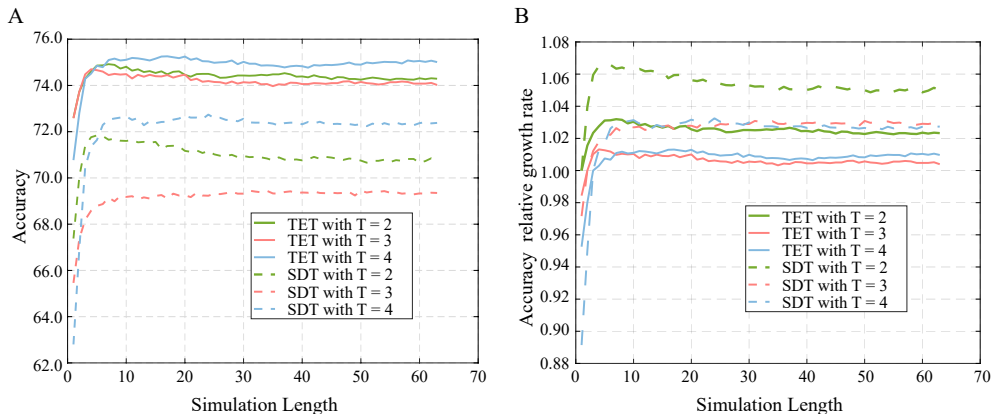 A
76.0
74.0
72.0
70.0
68.0
66.0
64.0
62.0
Accuracy
0 10 20 30 40 50 60 70
Simulation Length
TET with T = 2
TET with T = 3
TET with T = 4
SDT with T = 2
SDT with T = 3
SDT with T = 4
B
1.08
1.06
1.04
1.02
1.00
0.98
0.96
0.94
0.92
0.90
0.88
Accuracy relative growth rate
0 10 20 30 40 50 60 70
Simulation Length
TET with T = 2
TET with T = 3
TET with T = 4
SDT with T = 2
SDT with T = 3
SDT with T = 4